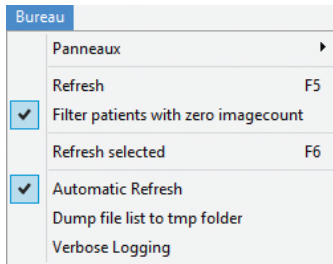 Bureau
Panneaux
Refresh F5
Filter patients with zero imagecount
Refresh selected F6
Automatic Refresh
Dump file list to tmp folder
Verbose Logging